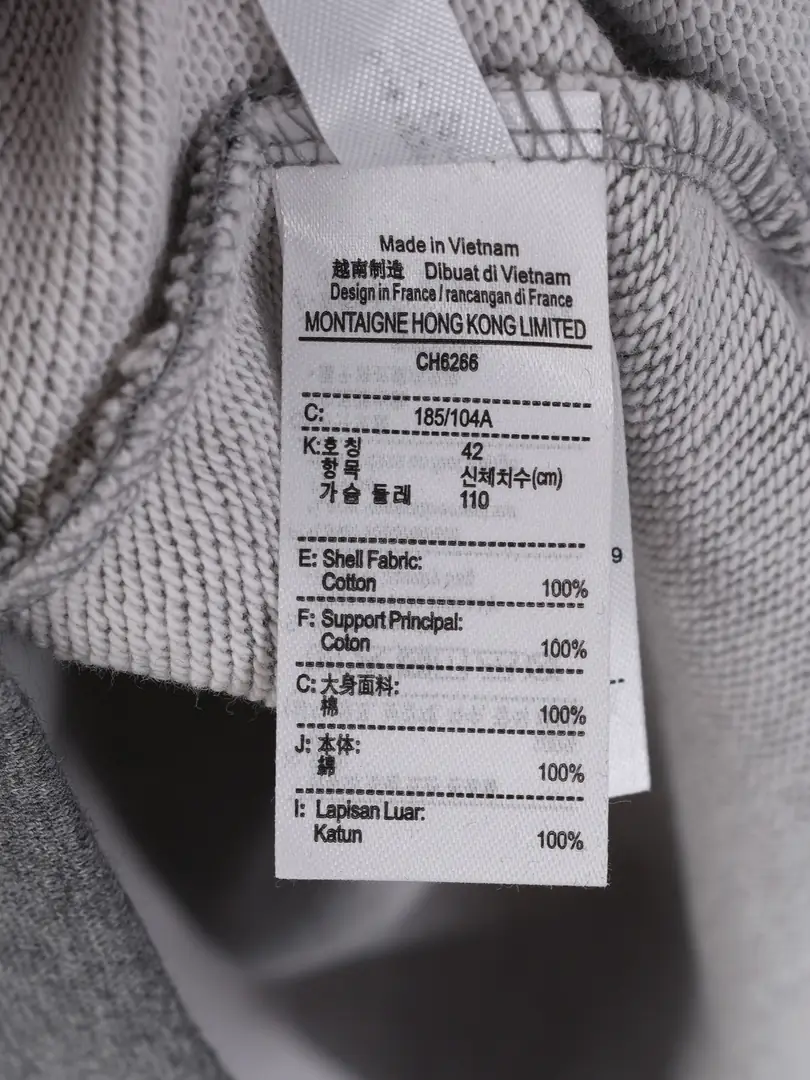 Made in Vietnam
越南制造 Dibuat di Vietnam
Design in France / rancangan di France
MONTAIGNE HONG KONG LIMITED
CH6266
C: 185/104A
K:호칭 42
항목 신체치수(cm)
가슴 둘레 110
E: Shell Fabric:
Cotton 100%
F: Support Principal:
Coton 100%
C: 大身面料:
棉 100%
J: 本体:
綿 100%
I: Lapisan Luar:
Katun 100%
9